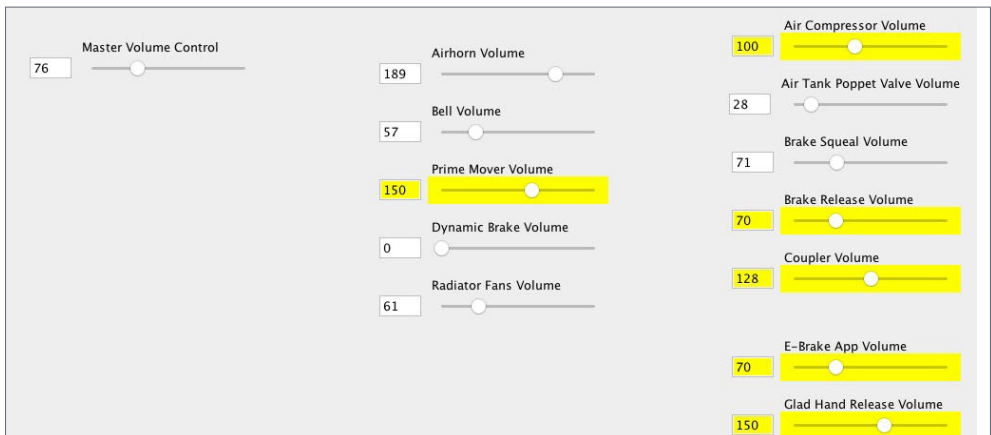 Master Volume Control
76
Airhorn Volume
189
Bell Volume
57
Prime Mover Volume
150
Dynamic Brake Volume
0
Radiator Fans Volume
61
Air Compressor Volume
100
Air Tank Poppet Valve Volume
28
Brake Squeal Volume
71
Brake Release Volume
70
Coupler Volume
128
E-Brake App Volume
70
Glad Hand Release Volume
150